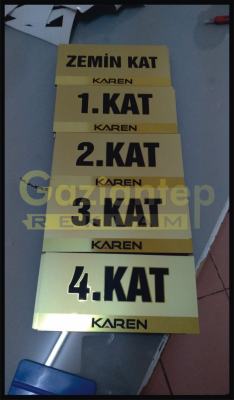 ZEMİN KAT
KAREN
1.KAT
KAREN
2.KAT
KAREN
Gaziantep
REKLAM
3.KAT
KAREN
4.KAT
KAREN